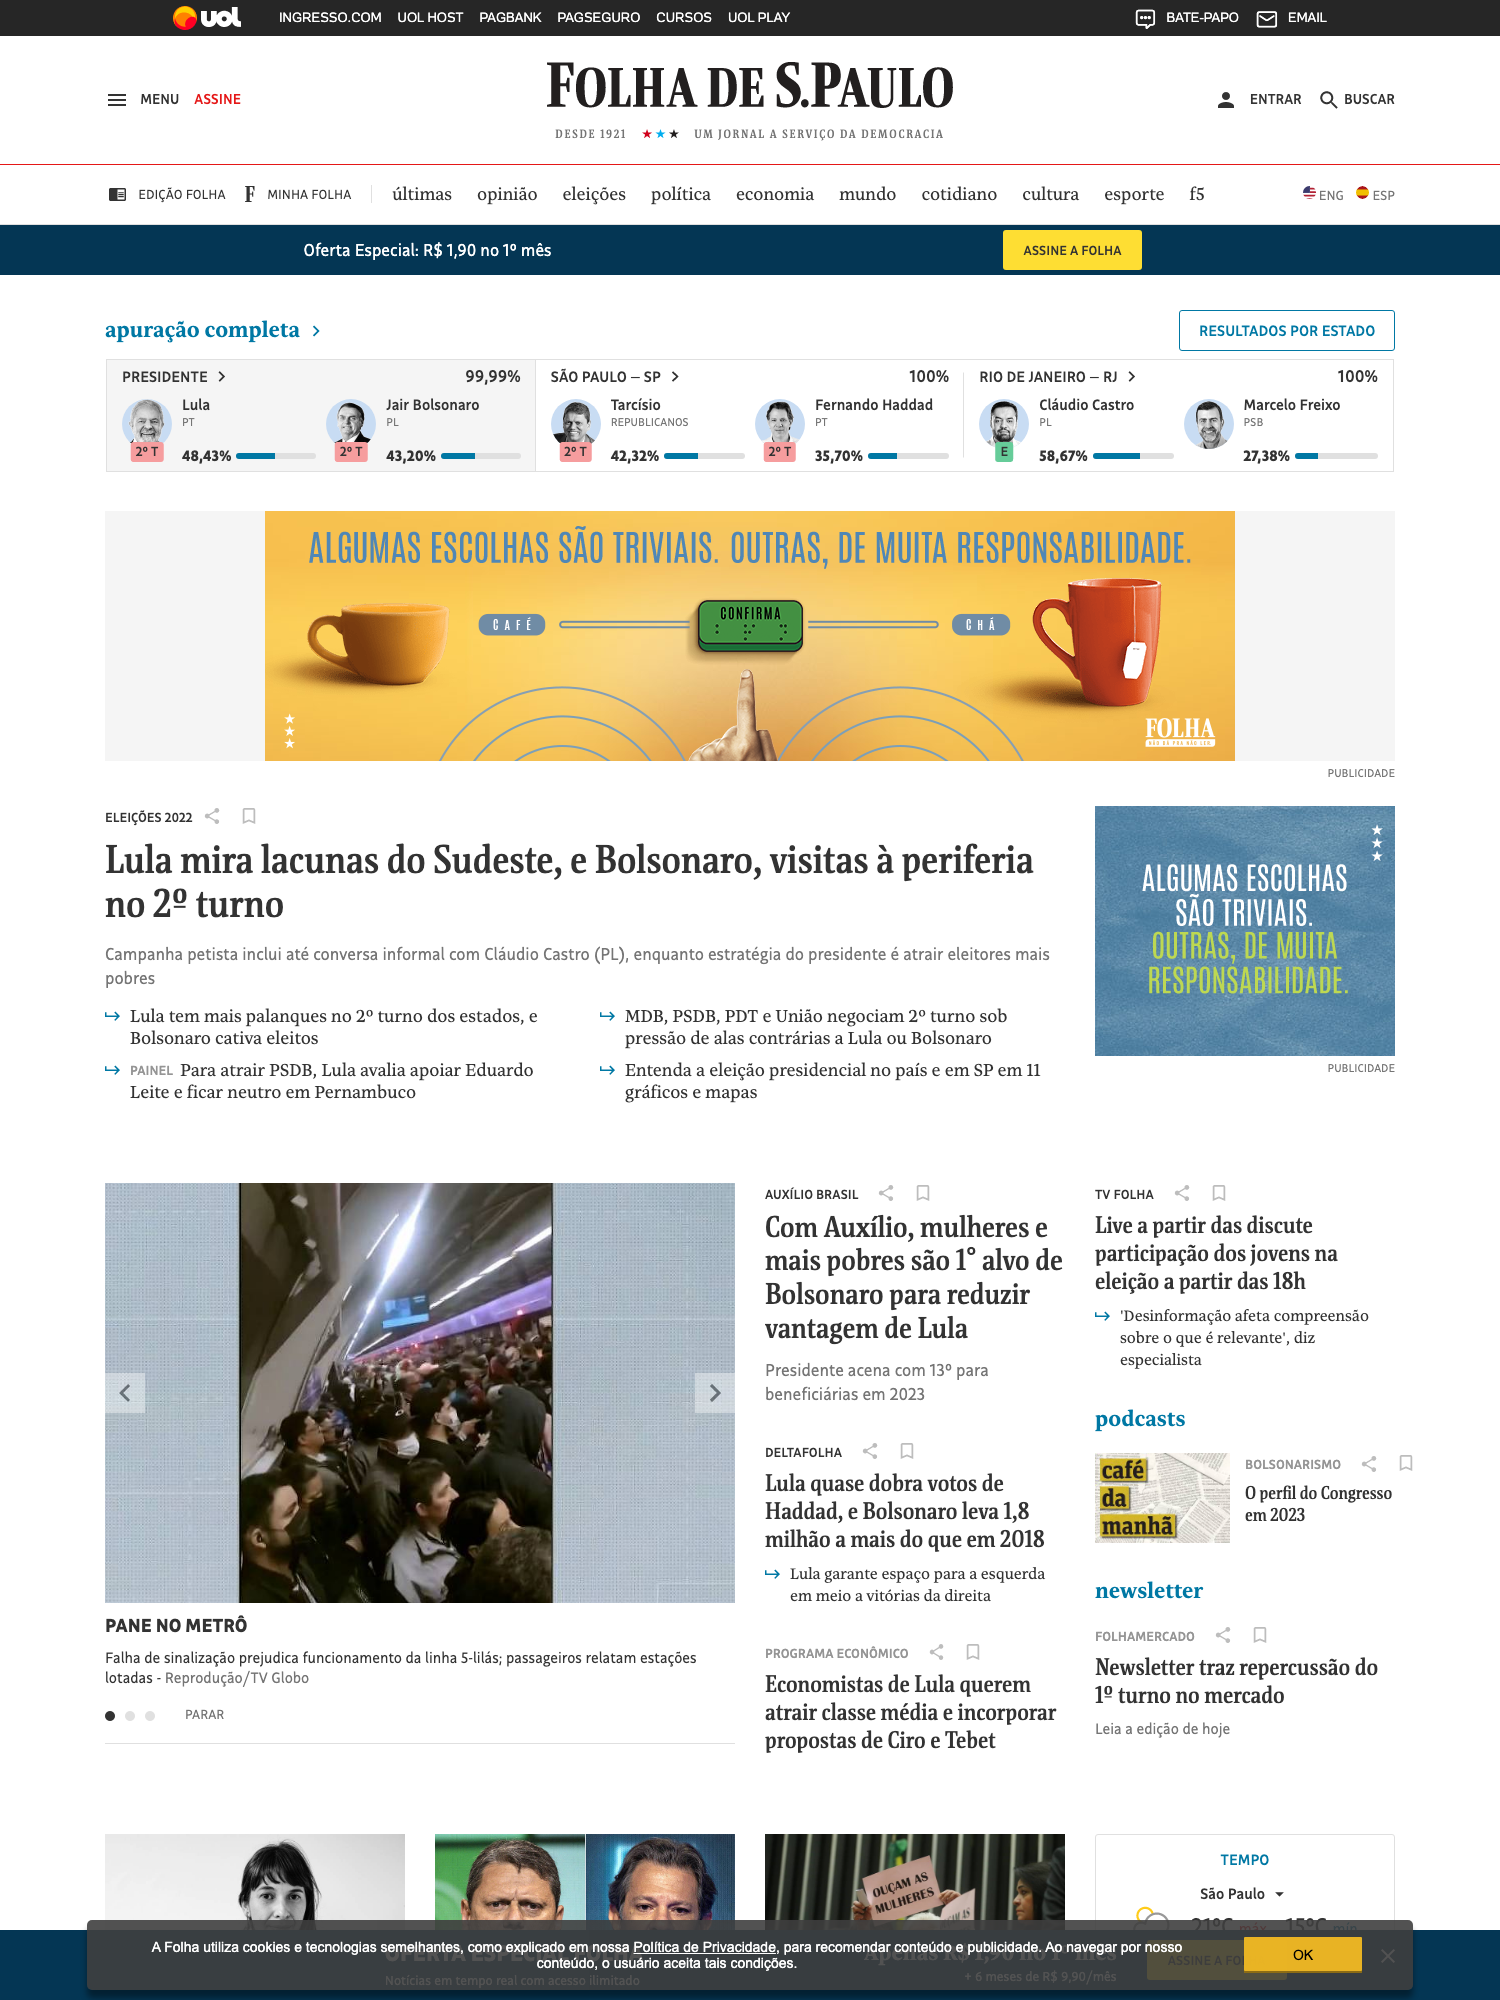 uol INGRESSO.COM UOL HOST PAGBANK PAGSEGURO CURSOS UOL PLAY BATE-PAPO EMAIL
MENU ASSINE FOLHA DE S.PAULO ENTRAR BUSCAR
DESDE 1921 ★★★ UM JORNAL A SERVIÇO DA DEMOCRACIA
EDIÇÃO FOLHA F MINHA FOLHA últimas opinião eleições política economia mundo cotidiano cultura esporte f5 ENG ESP
Oferta Especial: R$ 1,90 no 1º mês ASSINE A FOLHA
apuração completa RESULTADOS POR ESTADO
PRESIDENTE 99,99%
Lula
PT
2º T 48,43%
Jair Bolsonaro
PL
2º T 43,20%
SÃO PAULO – SP 100%
Tarcísio
REPUBLICANOS
2º T 42,32%
Fernando Haddad
PT
2º T 35,70%
RIO DE JANEIRO – RJ 100%
Cláudio Castro
PL
E 58,67%
Marcelo Freixo
PSB
27,38%
ALGUMAS ESCOLHAS SÃO TRIVIAIS. OUTRAS, DE MUITA RESPONSABILIDADE.
CAFÉ CONFIRMA CHÁ
FOLHA
NÃO DÁ PRA NÃO LER.
PUBLICIDADE
ELEIÇÕES 2022
Lula mira lacunas do Sudeste, e Bolsonaro, visitas à periferia
no 2º turno
Campanha petista inclui até conversa informal com Cláudio Castro (PL), enquanto estratégia do presidente é atrair eleitores mais
pobres
Lula tem mais palanques no 2º turno dos estados, e
Bolsonaro cativa eleitos
PAINEL Para atrair PSDB, Lula avalia apoiar Eduardo
Leite e ficar neutro em Pernambuco
MDB, PSDB, PDT e União negociam 2º turno sob
pressão de alas contrárias a Lula ou Bolsonaro
Entenda a eleição presidencial no país e em SP em 11
gráficos e mapas
ALGUMAS ESCOLHAS
SÃO TRIVIAIS.
OUTRAS, DE MUITA
RESPONSABILIDADE.
PUBLICIDADE
PANE NO METRÔ
Falha de sinalização prejudica funcionamento da linha 5-lilás; passageiros relatam estações
lotadas - Reprodução/TV Globo
PARAR
AUXÍLIO BRASIL
Com Auxílio, mulheres e
mais pobres são 1° alvo de
Bolsonaro para reduzir
vantagem de Lula
Presidente acena com 13º para
beneficiárias em 2023
DELTAFOLHA
Lula quase dobra votos de
Haddad, e Bolsonaro leva 1,8
milhão a mais do que em 2018
Lula garante espaço para a esquerda
em meio a vitórias da direita
PROGRAMA ECONÔMICO
Economistas de Lula querem
atrair classe média e incorporar
propostas de Ciro e Tebet
TV FOLHA
Live a partir das discute
participação dos jovens na
eleição a partir das 18h
'Desinformação afeta compreensão
sobre o que é relevante', diz
especialista
podcasts
café
da
manhã
BOLSONARISMO
O perfil do Congresso
em 2023
newsletter
FOLHAMERCADO
Newsletter traz repercussão do
1º turno no mercado
Leia a edição de hoje
OUÇAM AS
MULHERES
TEMPO
São Paulo
21ºC máx 15ºC min
A Folha utiliza cookies e tecnologias semelhantes, como explicado em nossa Política de Privacidade, para recomendar conteúdo e publicidade. Ao navegar por nosso
conteúdo, o usuário aceita tais condições.
OK
Apenas R$ 1,90 no 1º mês
Notícias em tempo real com acesso ilimitado
+ 6 meses de R$ 9,90/mês
ASSINE A FO